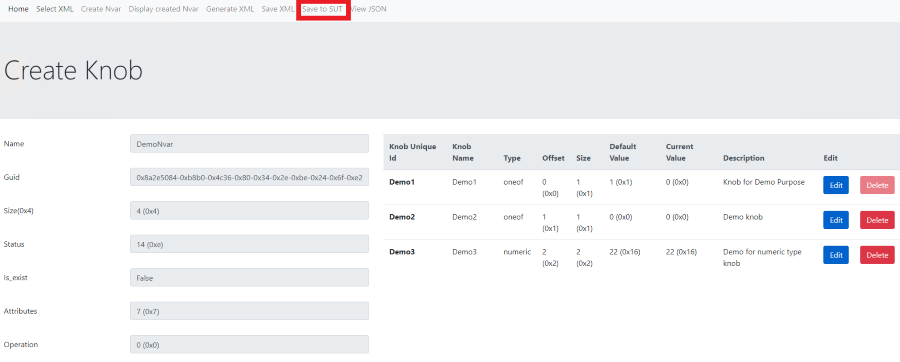 Home Select XML Create Nvar Display created Nvar Generate XML Save XML Save to SUT View JSON
Create Knob
Name DemoNvar
Guid 0x8a2e5084-0xb8b0-0x4c36-0x80-0x34-0x2e-0xbe-0x24-0x6f-0xe2
Size(0x4) 4 (0x4)
Status 14 (0xe)
Is_exist False
Attributes 7 (0x7)
Operation 0 (0x0)
Knob Unique Knob Default Current
Id Name Type Offset Size Value Value Description Edit
Demo1 Demo1 oneof 0 1 1 (0x1) 0 (0x0) Knob for Demo Purpose Edit Delete
(0x0) (0x1)
Demo2 Demo2 oneof 1 1 0 (0x0) 0 (0x0) Demo knob Edit Delete
(0x1) (0x1)
Demo3 Demo3 numeric 2 2 22 (0x16) 22 (0x16) Demo for numeric type Edit Delete
(0x2) (0x2) knob